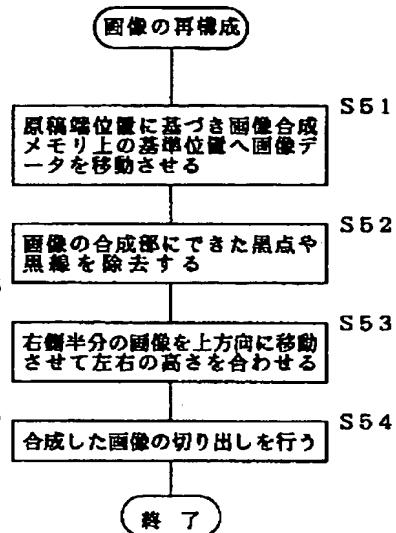 画像の再構成
S51
原稿端位置に基づき画像合成
メモリ上の基準位置へ画像デ
ータを移動させる
S52
画像の合成部にできた黒点や
黒線を除去する
S53
右側半分の画像を上方向に移動
させて左右の高さを合わせる
S54
合成した画像の切り出しを行う
終 了